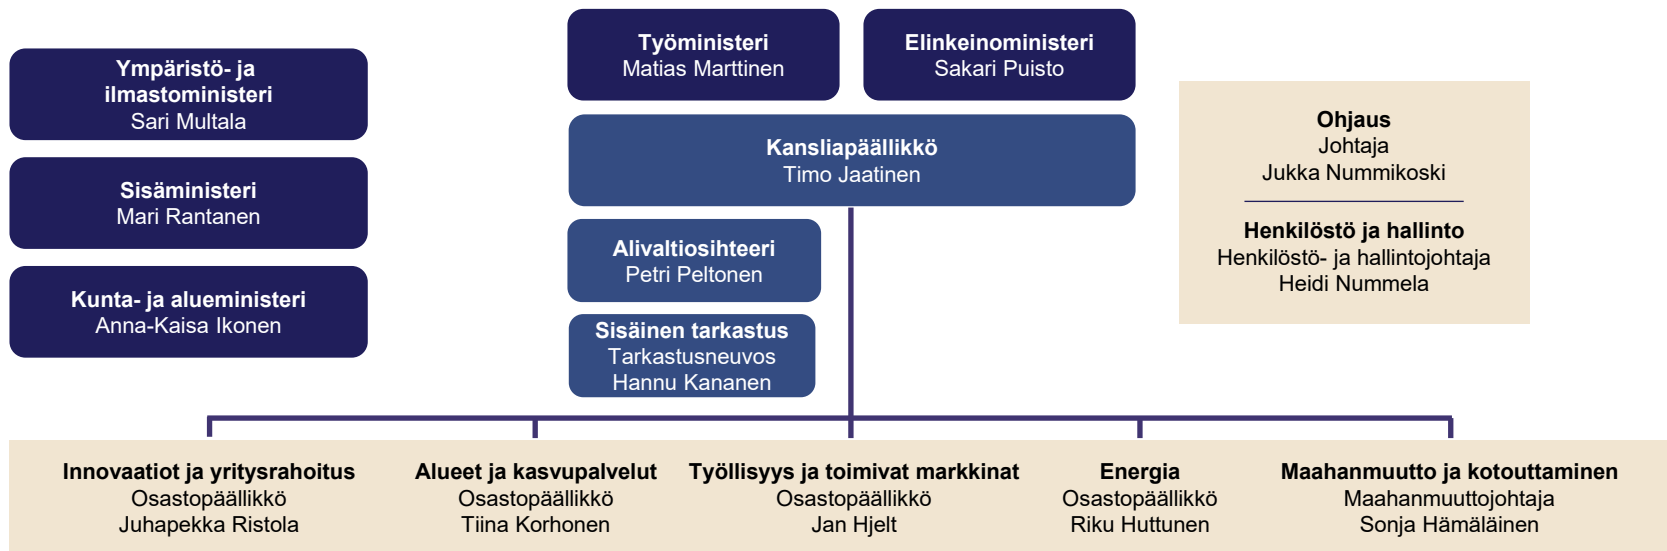 Ympäristö- ja
ilmastoministeri
Sari Multala
Sisäministeri
Mari Rantanen
Kunta- ja alueministeri
Anna-Kaisa Ikonen
Työministeri
Matias Marttinen
Elinkeinoministeri
Sakari Puisto
Kansliapäällikkö
Timo Jaatinen
Alivaltiosihteeri
Petri Peltonen
Sisäinen tarkastus
Tarkastusneuvos
Hannu Kananen
Ohjaus
Johtaja
Jukka Nummikoski
Henkilöstö ja hallinto
Henkilöstö- ja hallintojohtaja
Heidi Nummela
Innovaatiot ja yritysrahoitus
Osastopäällikkö
Juhapekka Ristola
Alueet ja kasvupalvelut
Osastopäällikkö
Tiina Korhonen
Työllisyys ja toimivat markkinat
Osastopäällikkö
Jan Hjelt
Energia
Osastopäällikkö
Riku Huttunen
Maahanmuutto ja kotouttaminen
Maahanmuuttojohtaja
Sonja Hämäläinen